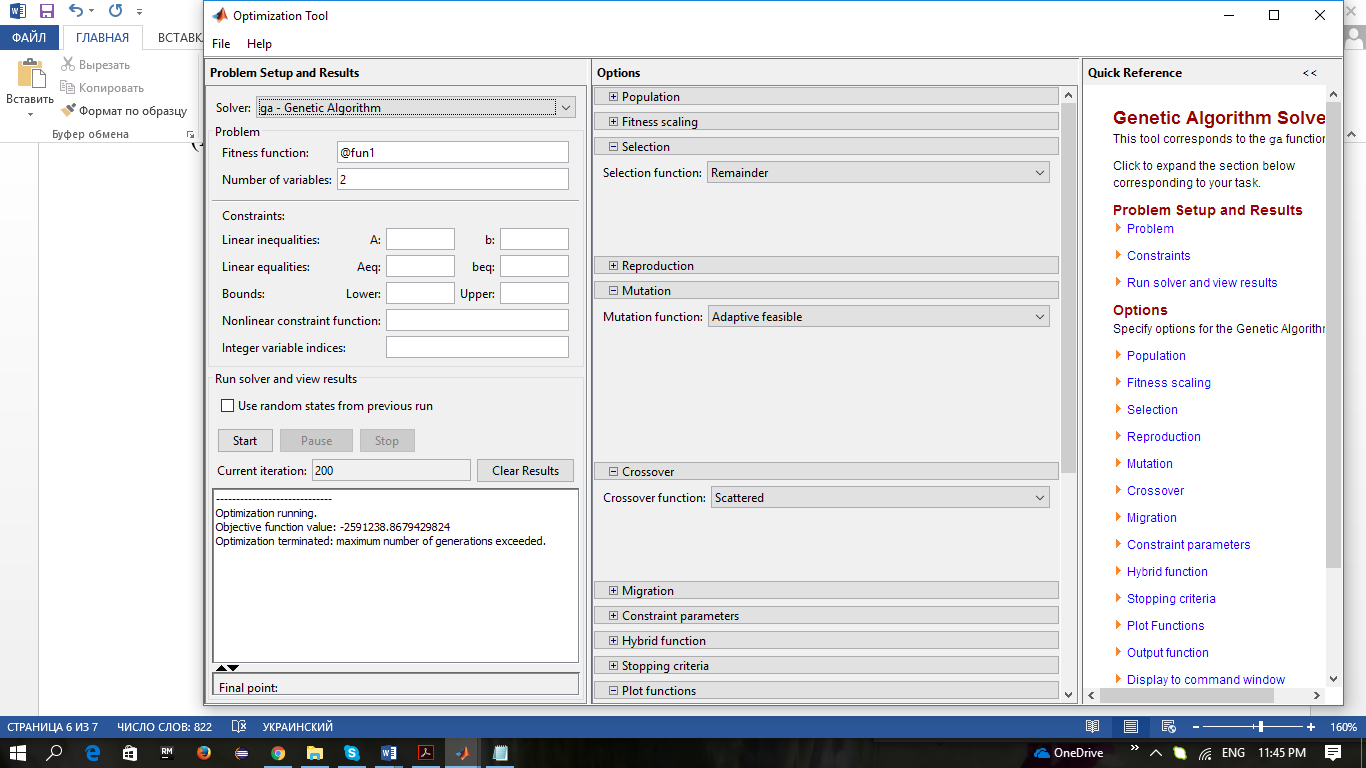 Optimization Tool
File Help
ФАЙЛ ГЛАВНАЯ ВСТАВК
Вставить
Вырезать
Копировать
Формат по образцу
Буфер обмена
Problem Setup and Results
Solver: ga - Genetic Algorithm
Problem
Fitness function: @fun1
Number of variables: 2
Constraints:
Linear inequalities: A: b:
Linear equalities: Aeq: beq:
Bounds: Lower: Upper:
Nonlinear constraint function:
Integer variable indices:
Run solver and view results
Use random states from previous run
Start Pause Stop
Current iteration: 200 Clear Results
-----------------------------
Optimization running.
Objective function value: -2591238.8679429824
Optimization terminated: maximum number of generations exceeded.
Final point:
Options
Population
Fitness scaling
Selection
Selection function: Remainder
Reproduction
Mutation
Mutation function: Adaptive feasible
Crossover
Crossover function: Scattered
Migration
Constraint parameters
Hybrid function
Stopping criteria
Plot functions
Quick Reference <<
Genetic Algorithm Solve
This tool corresponds to the ga function
Click to expand the section below
corresponding to your task.
Problem Setup and Results
Problem
Constraints
Run solver and view results
Options
Specify options for the Genetic Algorithm
Population
Fitness scaling
Selection
Reproduction
Mutation
Crossover
Migration
Constraint parameters
Hybrid function
Stopping criteria
Plot Functions
Output function
Display to command window
СТРАНИЦА 6 ИЗ 7 ЧИСЛО СЛОВ: 822 УКРАИНСКИЙ 160%
RM OneDrive ENG 11:45 PM